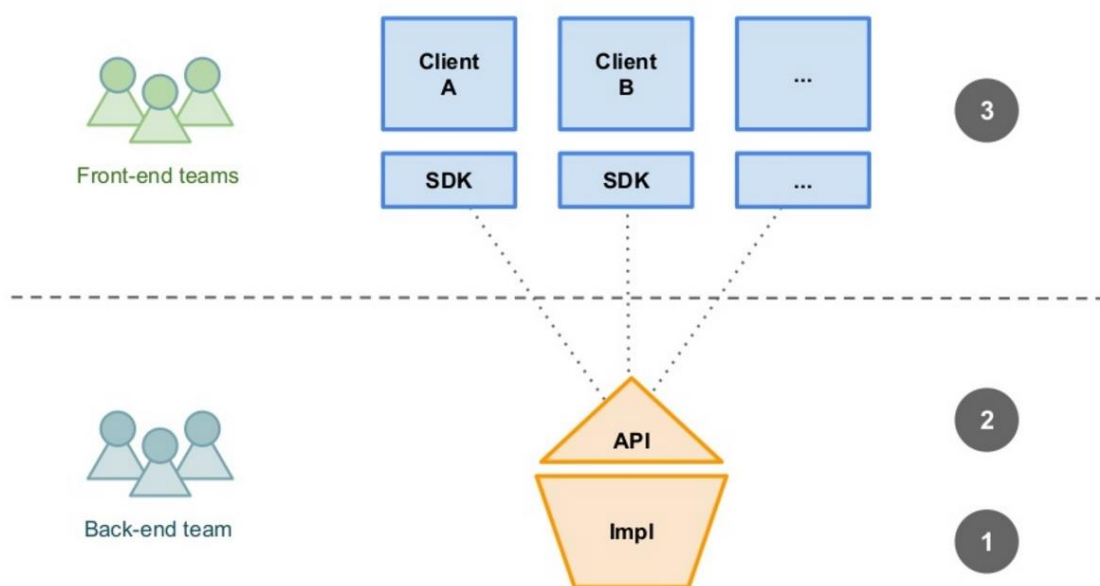 Client
A
Client
B
...
3
Front-end teams
SDK
SDK
...
2
API
Back-end team
Impl
1